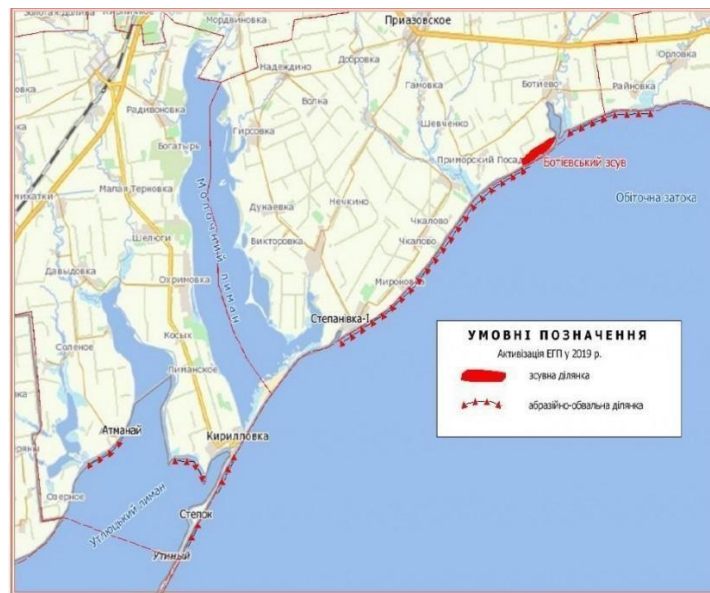 Мордвиновка
Приазовское
Надеждино
Добровка
Орловка
Ботиево
Гамовка
Райновка
Волна
Радивоновка
Гирсовка
Шевченко
Богатырь
Приморский Посад
Ботієвський зсув
Молочний лиман
Обіточна затока
Малая Терновка
Дунаевка
Нечкино
Чкалово
Шелюги
Викторовка
Чкалово
Давыдовка
Охримовка
Мироновка
Степанівка-І
Косых
Соленое
Лиманское
Атманай
Кирилловка
Озерное
Утлюцький лиман
Степок
Утиный
УМОВНІ ПОЗНАЧЕННЯ
Активізація ЕГП у 2019 р.
зсувна ділянка
абразійно-обвальна ділянка